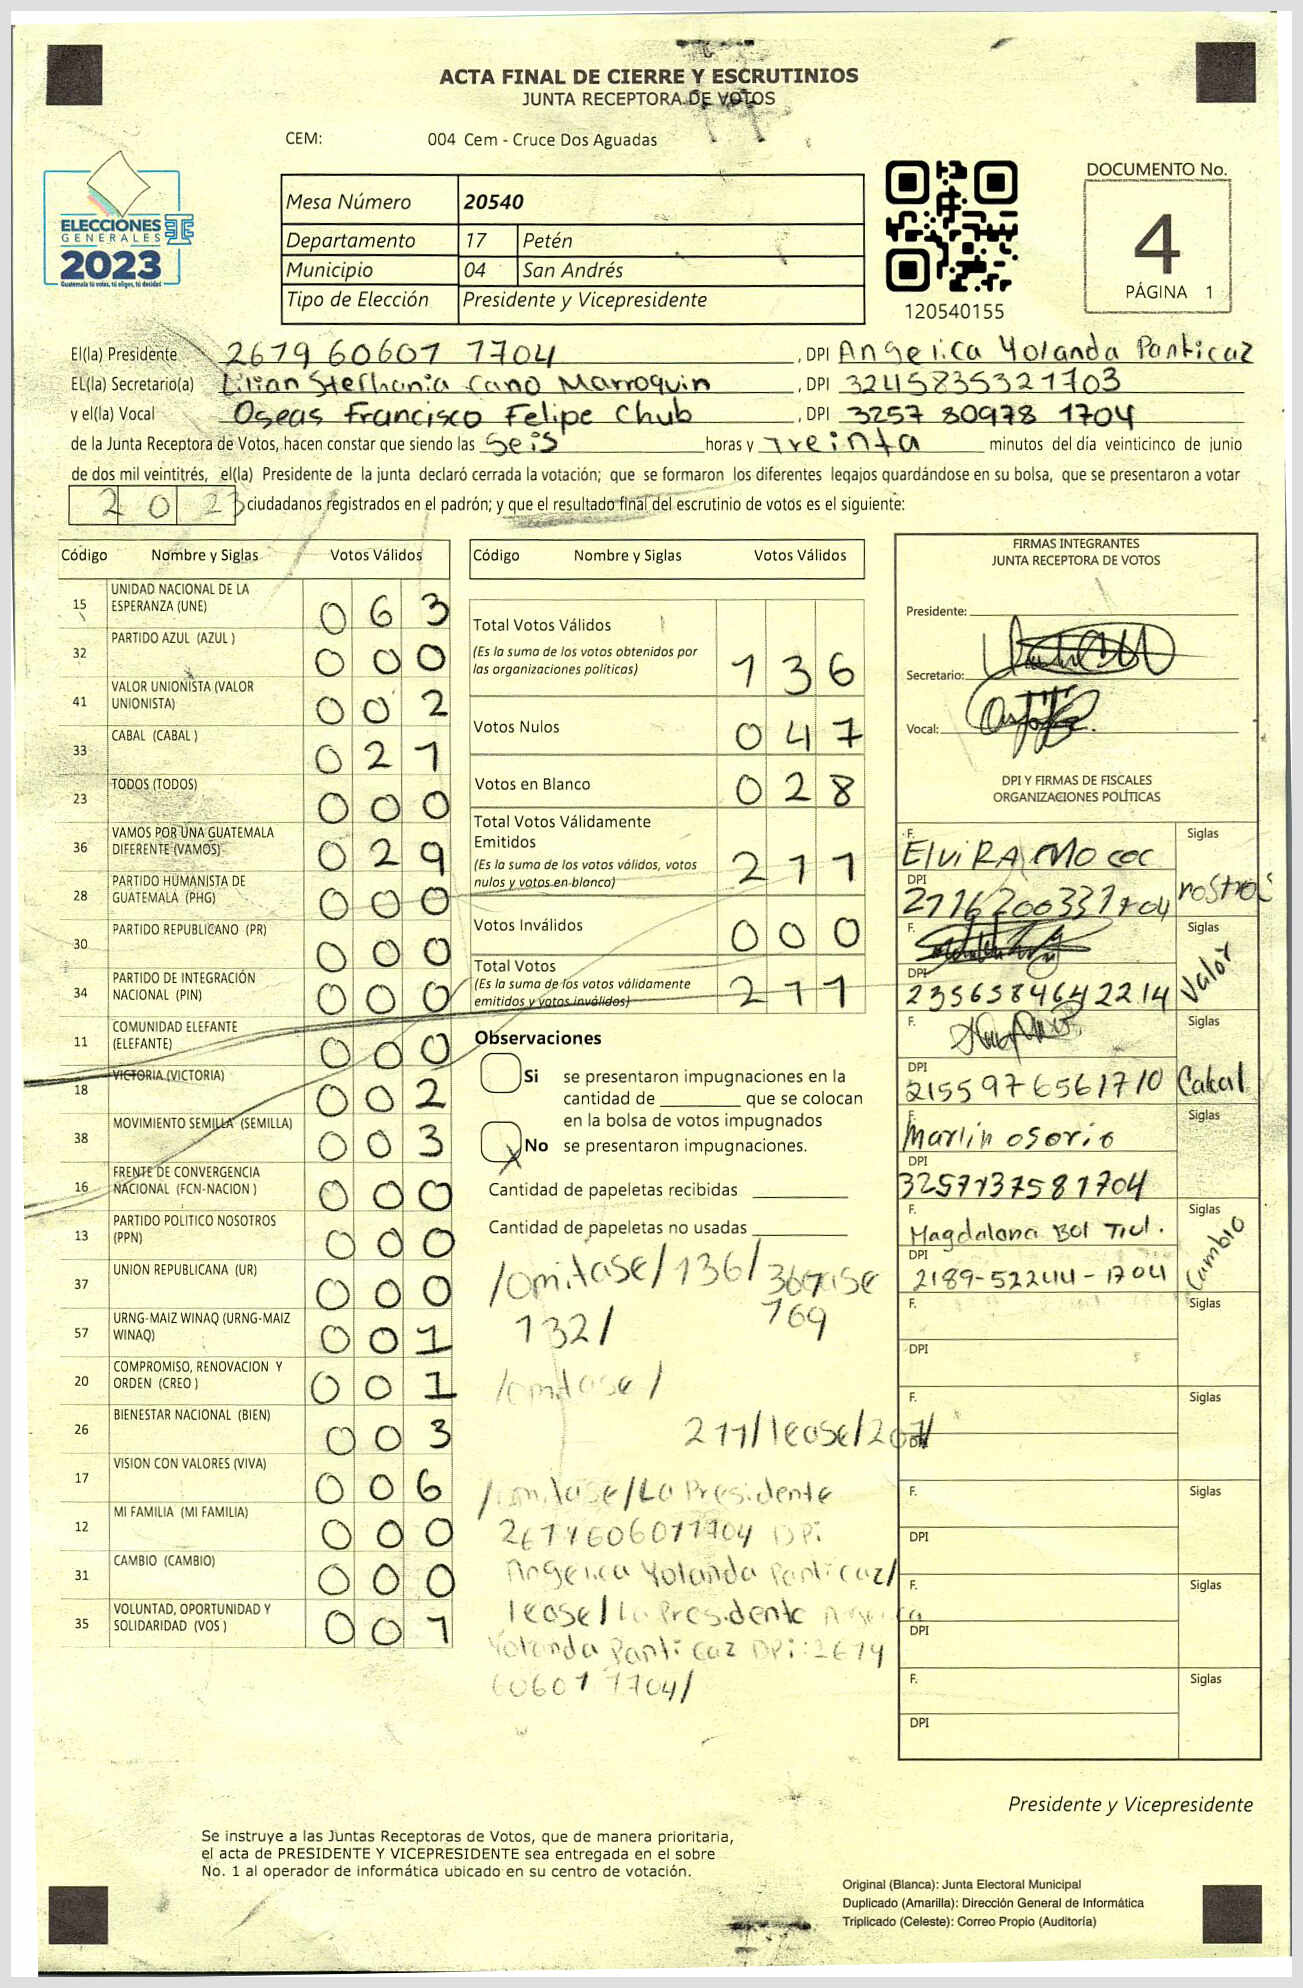 ACTA FINAL DE CIERRE Y ESCRUTINIOS
JUNTA RECEPTORA DE VOTOS
CEM: 004 Cem - Cruce Dos Aguadas
ELECCIONES
GENERALES
2023
Guatemala tú votas, tú eliges, tú decides
Mesa Número 20540
Departamento 17 Petén
Municipio 04 San Andrés
Tipo de Elección Presidente y Vicepresidente
120540155
DOCUMENTO No.
4
PÁGINA 1
El(la) Presidente 2679 60601 7704, DPI Angelica Yolanda Panticaz
EL(la) Secretario(a) Lilian Stephania Cano Marroquin, DPI 3245835321703
y el(la) Vocal Oseas Francisco Felipe Chub, DPI 3257 80978 1704
de la Junta Receptora de Votos, hacen constar que siendo las Seis horas y Treinta minutos del día veinticinco de junio
de dos mil veintitrés, el(la) Presidente de la junta declaró cerrada la votación; que se formaron los diferentes legajos guardándose en su bolsa, que se presentaron a votar
2 0 23 ciudadanos registrados en el padrón; y que el resultado final del escrutinio de votos es el siguiente:
Código Nombre y Siglas Votos Válidos
15 UNIDAD NACIONAL DE LA ESPERANZA (UNE) 0 6 3
32 PARTIDO AZUL (AZUL ) 0 0 0
41 VALOR UNIONISTA (VALOR UNIONISTA) 0 0 2
33 CABAL (CABAL ) 0 2 1
23 TODOS (TODOS) 0 0 0
36 VAMOS POR UNA GUATEMALA DIFERENTE (VAMOS) 0 2 9
28 PARTIDO HUMANISTA DE GUATEMALA (PHG) 0 0 0
30 PARTIDO REPUBLICANO (PR) 0 0 0
34 PARTIDO DE INTEGRACIÓN NACIONAL (PIN) 0 0 0
11 COMUNIDAD ELEFANTE (ELEFANTE) 0 0 0
18 VICTORIA (VICTORIA) 0 0 2
38 MOVIMIENTO SEMILLA (SEMILLA) 0 0 3
16 FRENTE DE CONVERGENCIA NACIONAL (FCN-NACION ) 0 0 0
13 PARTIDO POLITICO NOSOTROS (PPN) 0 0 0
37 UNION REPUBLICANA (UR) 0 0 0
57 URNG-MAIZ WINAQ (URNG-MAIZ WINAQ) 0 0 1
20 COMPROMISO, RENOVACION Y ORDEN (CREO ) 0 0 1
26 BIENESTAR NACIONAL (BIEN) 0 0 3
17 VISION CON VALORES (VIVA) 0 0 6
12 MI FAMILIA (MI FAMILIA) 0 0 0
31 CAMBIO (CAMBIO) 0 0 0
35 VOLUNTAD, OPORTUNIDAD Y SOLIDARIDAD (VOS ) 0 0 1
Código Nombre y Siglas Votos Válidos
Total Votos Válidos
(Es la suma de los votos obtenidos por
las organizaciones políticas) 1 3 6
Votos Nulos 0 4 7
Votos en Blanco 0 2 8
Total Votos Válidamente
Emitidos
(Es la suma de los votos válidos, votos
nulos y votos en blanco) 2 1 1
Votos Inválidos 0 0 0
Total Votos
(Es la suma de los votos válidamente
emitidos y votos inválidos) 2 1 1
Observaciones
Si se presentaron impugnaciones en la
cantidad de ________ que se colocan
en la bolsa de votos impugnados
X No se presentaron impugnaciones.
Cantidad de papeletas recibidas
Cantidad de papeletas no usadas
/omitase/136/
132/ 169
/omitase/
211/lease/207/
/omitase/La Presidente
2679606017704 DPi
Angelica Yolanda Panticaz/
lease/La Presidente Angelica
Yolanda Panticaz DPi:2679
606017704/
FIRMAS INTEGRANTES
JUNTA RECEPTORA DE VOTOS
Presidente:
Secretario:
Vocal:
DPI Y FIRMAS DE FISCALES
ORGANIZACIONES POLÍTICAS
F. ElviRA MO coc Siglas
DPI 2716200331704 rostros
F. Siglas
DPI 2356584642214 Valor
F. Siglas
DPI 2155976561710 Cabal
F. Marlin osorio Siglas
DPI 3257137581704
F. Magdalena Bol Tiul. Siglas
DPI 2189-52244-1704 Cambio
F. Siglas
DPI
F. Siglas
DPI
F. Siglas
DPI
F. Siglas
DPI
F. Siglas
DPI
Presidente y Vicepresidente
Se instruye a las Juntas Receptoras de Votos, que de manera prioritaria,
el acta de PRESIDENTE Y VICEPRESIDENTE sea entregada en el sobre
No. 1 al operador de informática ubicado en su centro de votación.
Original (Blanca): Junta Electoral Municipal
Duplicado (Amarilla): Dirección General de Informática
Triplicado (Celeste): Correo Propio (Auditoría)